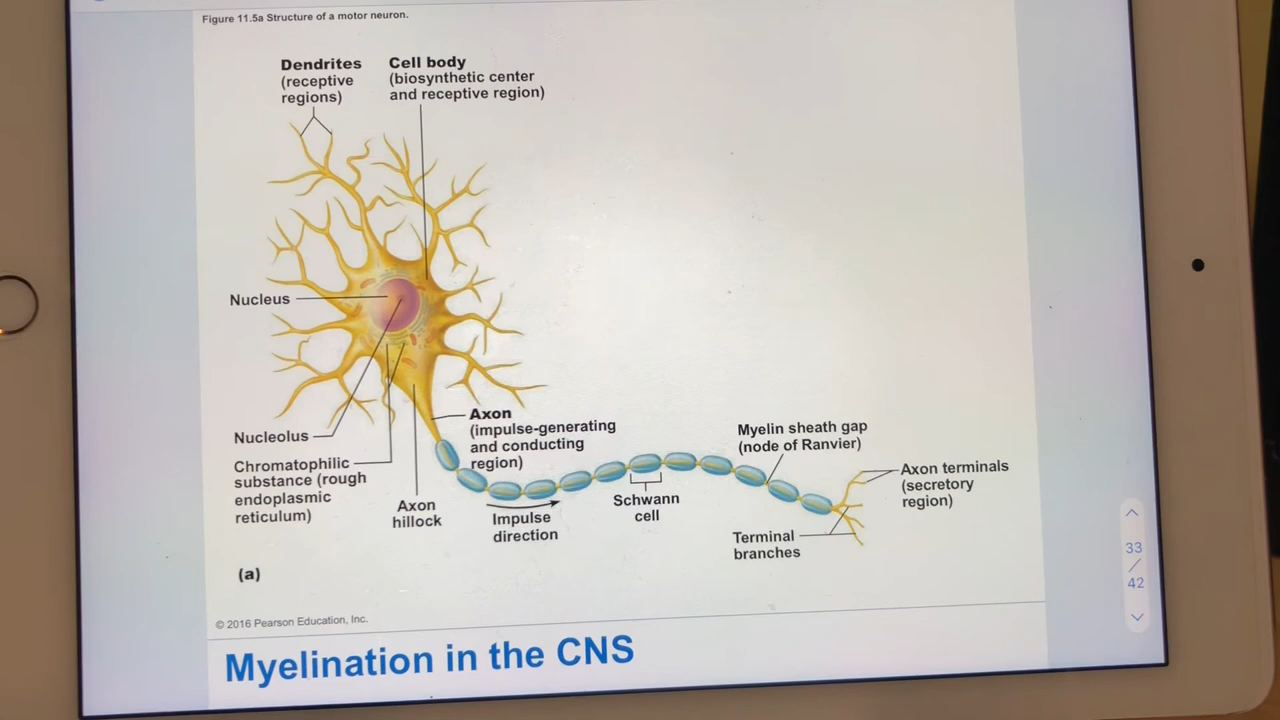 Figure 11.5a Structure of a motor neuron.
Dendrites
(receptive
regions)
Cell body
(biosynthetic center
and receptive region)
Nucleus
Nucleolus
Chromatophilic
substance (rough
endoplasmic
reticulum)
Axon
hillock
Axon
(impulse-generating
and conducting
region)
Impulse
direction
Schwann
cell
Myelin sheath gap
(node of Ranvier)
Terminal
branches
Axon terminals
(secretory
region)
(a)
33
/
42
© 2016 Pearson Education, Inc.
Myelination in the CNS